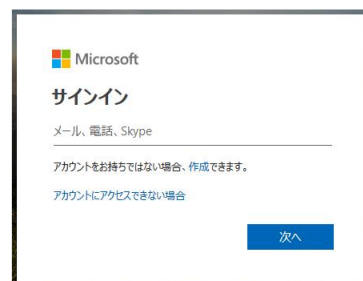 Microsoft
サインイン
メール、電話、Skype
アカウントをお持ちではない場合、作成できます。
アカウントにアクセスできない場合
次へ